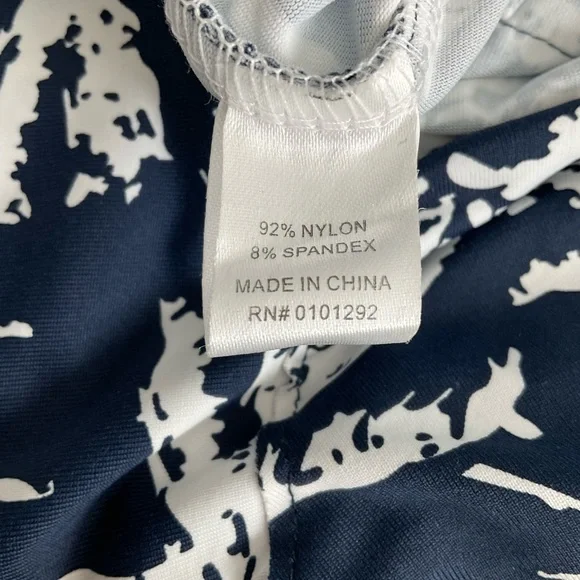 92% NYLON
8% SPANDEX
MADE IN CHINA
RN# 0101292